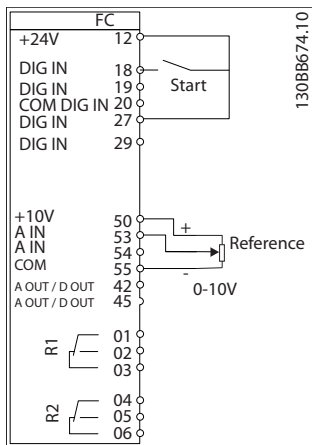 FC
+24V 12
DIG IN 18
DIG IN 19
COM DIG IN 20
DIG IN 27
DIG IN 29
Start
+10V 50
A IN 53
A IN 54
COM 55
A OUT / D OUT 42
A OUT / D OUT 45
+
Reference
-
0-10V
R1
01
02
03
R2
04
05
06
130BB674.10